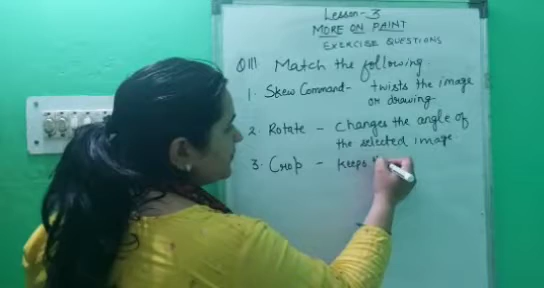 Lesson-3
MORE ON PAINT
EXERCISE QUESTIONS
QIII. Match the following.
1. Skew Command- twists the image
or drawing
2. Rotate - Changes the angle of
the selected image.
3. Crop - keeps